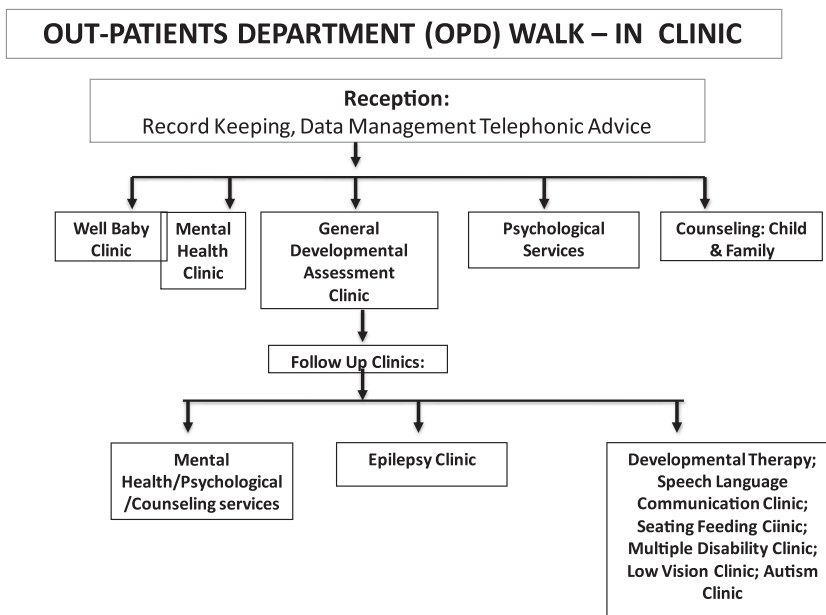 OUT-PATIENTS DEPARTMENT (OPD) WALK – IN CLINIC
Reception:
Record Keeping, Data Management Telephonic Advice
Well Baby
Clinic
Mental
Health
Clinic
General
Developmental
Assessment
Clinic
Psychological
Services
Counseling: Child
& Family
Follow Up Clinics:
Mental
Health/Psychological
/Counseling services
Epilepsy Clinic
Developmental Therapy;
Speech Language
Communication Clinic;
Seating Feeding Clinic;
Multiple Disability Clinic;
Low Vision Clinic; Autism
Clinic